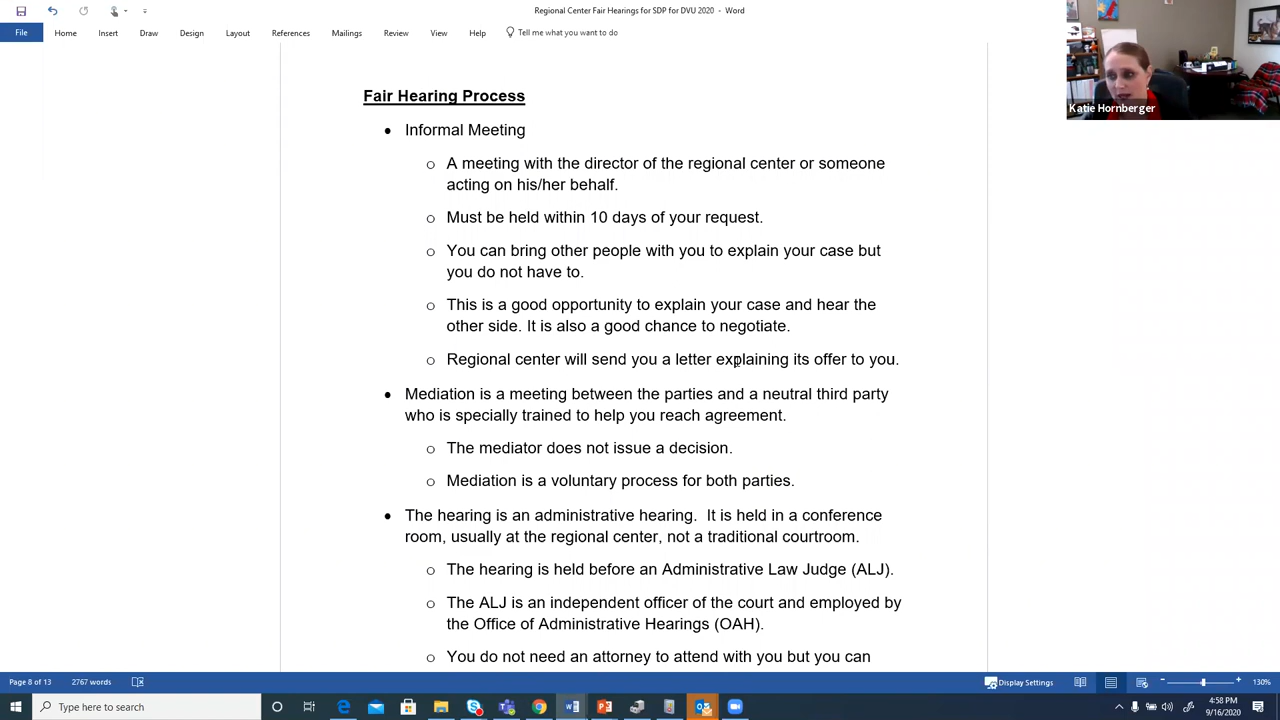 Regional Center Fair Hearings for SDP for DVU 2020 - Word
File Home Insert Draw Design Layout References Mailings Review View Help Tell me what you want to do
Katie Hornberger
Fair Hearing Process
• Informal Meeting
o A meeting with the director of the regional center or someone
acting on his/her behalf.
o Must be held within 10 days of your request.
o You can bring other people with you to explain your case but
you do not have to.
o This is a good opportunity to explain your case and hear the
other side. It is also a good chance to negotiate.
o Regional center will send you a letter explaining its offer to you.
• Mediation is a meeting between the parties and a neutral third party
who is specially trained to help you reach agreement.
o The mediator does not issue a decision.
o Mediation is a voluntary process for both parties.
• The hearing is an administrative hearing.  It is held in a conference
room, usually at the regional center, not a traditional courtroom.
o The hearing is held before an Administrative Law Judge (ALJ).
o The ALJ is an independent officer of the court and employed by
the Office of Administrative Hearings (OAH).
o You do not need an attorney to attend with you but you can
Page 8 of 13 2767 words Display Settings 130%
Type here to search
4:58 PM
9/16/2020